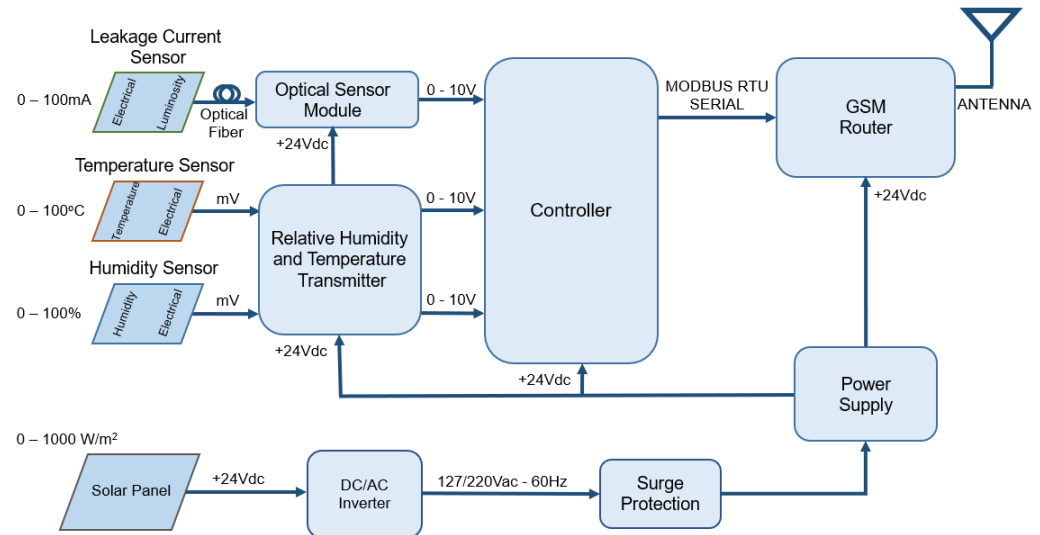 Leakage Current
Sensor
0 – 100mA
Electrical
Luminosity
Optical
Fiber
Optical Sensor
Module
0 - 10V
+24Vdc
MODBUS RTU
SERIAL
GSM
Router
ANTENNA
Temperature Sensor
0 – 100ºC
Temperature
Electrical
mV
Relative Humidity
and Temperature
Transmitter
0 - 10V
Controller
+24Vdc
Humidity Sensor
0 – 100%
Humidity
Electrical
mV
0 - 10V
+24Vdc
+24Vdc
Power
Supply
0 – 1000 W/m²
Solar Panel
+24Vdc
DC/AC
Inverter
127/220Vac - 60Hz
Surge
Protection